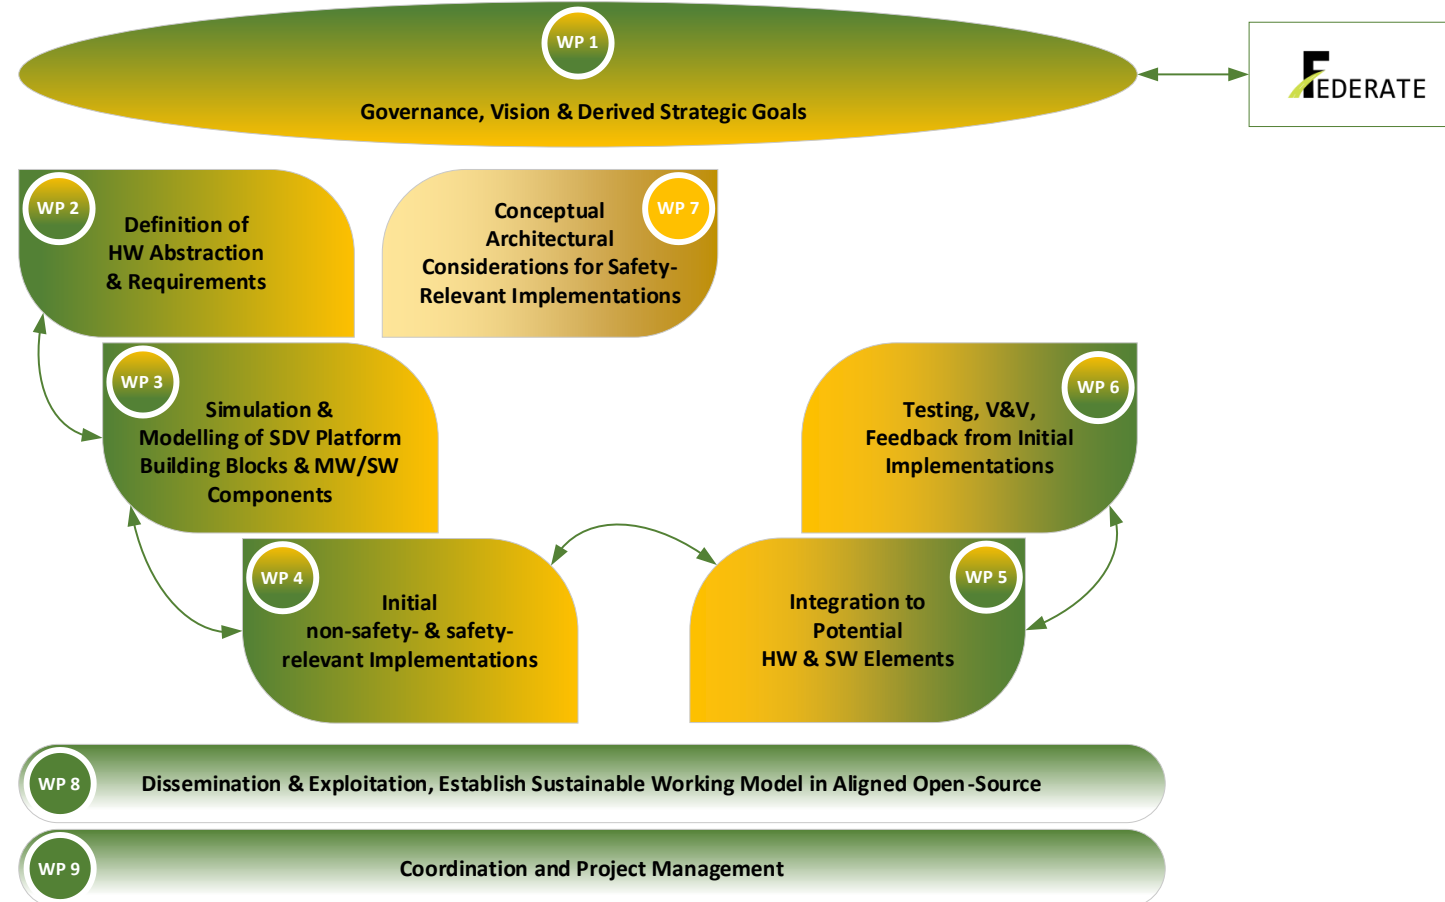 WP 1
Governance, Vision & Derived Strategic Goals
FEDERATE
WP 2
Definition of
HW Abstraction
& Requirements
WP 7
Conceptual
Architectural
Considerations for Safety-
Relevant Implementations
WP 3
Simulation &
Modelling of SDV Platform
Building Blocks & MW/SW
Components
WP 6
Testing, V&V,
Feedback from Initial
Implementations
WP 4
Initial
non-safety- & safety-
relevant Implementations
WP 5
Integration to
Potential
HW & SW Elements
WP 8
Dissemination & Exploitation, Establish Sustainable Working Model in Aligned Open-Source
WP 9
Coordination and Project Management